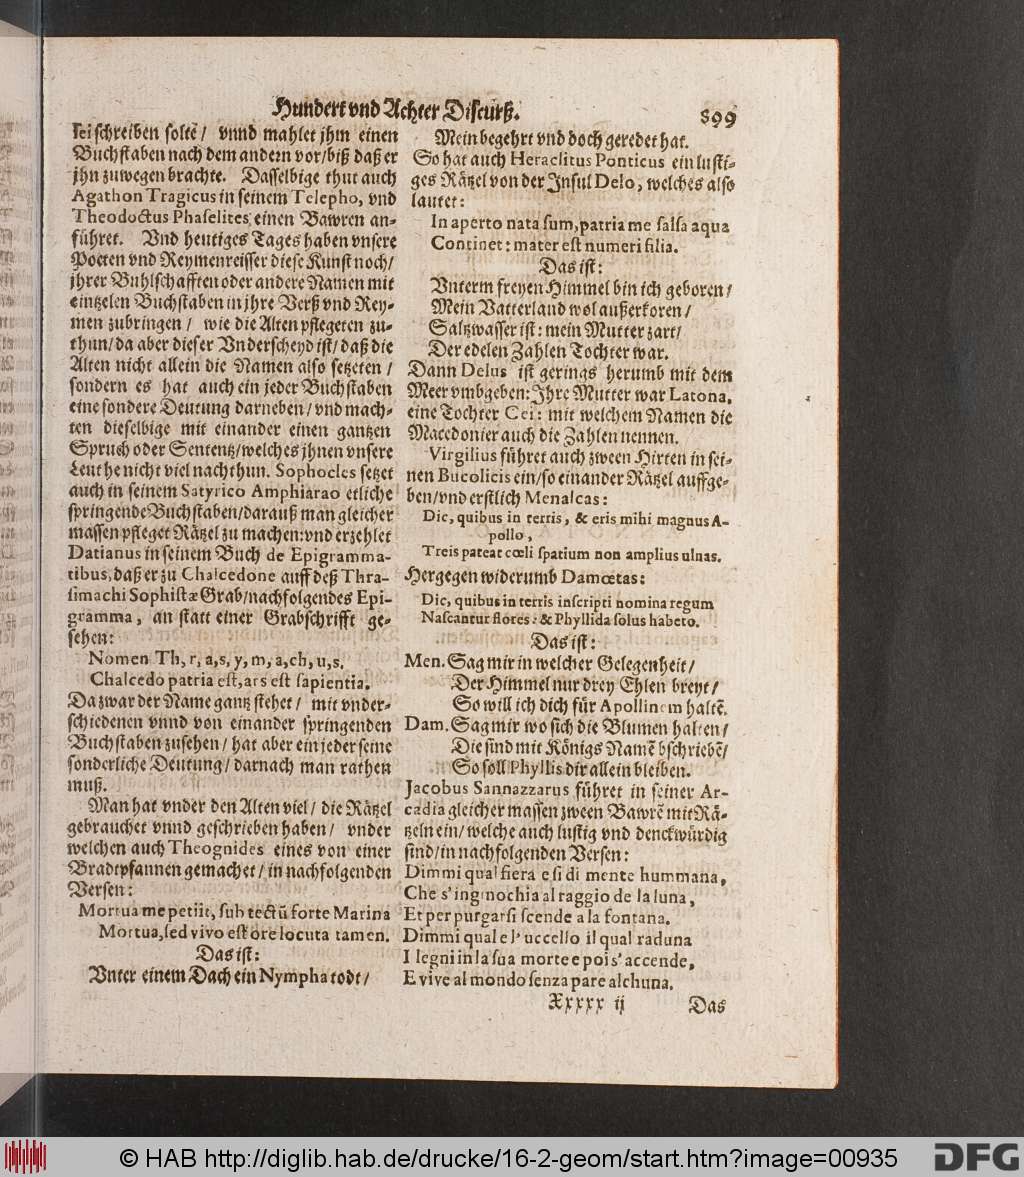 Hundert vnd Achter Discurß.
899
sei schreiben soltē / vnnd mahlet jhm einen
Buchstaben nach dem andern vor / biß daß er
jhn zuwegen brachte. Dasselbige thut auch
Agathon Tragicus in seinem Telepho, vnd
Theodoctus Phaselites, einen Bawren an-
führet. Vnd heutiges Tages haben vnsere
Poeten vnd Reymenreisser diese Kunst noch /
jhrer Buhlschafften oder andere Namen mit
eintzelen Buchstaben in jhre Verß vnd Rey-
men zubringen / wie die Alten pflegeten zu-
thun / da aber dieser Vnderscheyd ist / daß die
Alten nicht allein die Namen also setzeten /
sondern es hat auch ein jeder Buchstaben
eine sondere Deutung darneben / vnd mach-
ten dieselbige mit einander einen gantzen
Spruch oder Sententz / welches jhnen vnsere
Leuthe nicht viel nachthun. Sophocles setzet
auch in seinem Satyrico Amphiarao etliche
springende Buchstaben / darauß man gleicher
massen pfleget Rätzel zu machen: vnd erzehlet
Datianus in seinem Buch de Epigramma-
tibus, daß er zu Chalcedone auff deß Thra-
simachi Sophistæ Grab / nachfolgendes Epi-
gramma, an statt einer Grabschrifft ge-
sehen:
Nomen Th, r, a, s, y, m, a, ch, u, s,
Chalcedo patria est, ars est sapientia.
Da zwar der Name gantz stehet / mit vnder-
schiedenen vnnd von einander springenden
Buchstaben zusehen / hat aber ein jeder seine
sonderliche Deutung / darnach man rathen
muß.
Man hat vnder den Alten viel / die Rätzel
gebrauchet vnnd geschrieben haben / vnder
welchen auch Theognides eines von einer
Bradtpfannen gemachet / in nachfolgenden
Versen:
Mortua me petiit, sub tectū forte Marina
Mortua, sed vivo est ore locuta tamen.
Das ist:
Vnter einem Dach ein Nympha todt /
Mein begehrt vnd doch geredet hat.
So hat auch Heraclitus Ponticus ein lusti-
ges Rätzel von der Insul Delo, welches also
lautet:
In aperto nata sum, patria me salsa aqua
Continet: mater est numeri filia.
Das ist:
Vnterm freyen Himmel bin ich geboren /
Mein Vatterland wol außerkoren /
Saltzwasser ist: mein Mutter zart /
Der edelen Zahlen Tochter war.
Dann Delus ist gerings herumb mit dem
Meer vmbgeben: Jhre Mutter war Latona,
eine Tochter Cei: mit welchem Namen die
Macedonier auch die Zahlen nennen.
Virgilius führet auch zween Hirten in sei-
nen Bucolicis ein / so einander Rätzel auffge-
ben / vnd erstlich Menalcas:
Dic, quibus in terris, & eris mihi magnus A-
pollo,
Treis pateat cœli spatium non amplius ulnas.
Hergegen widerumb Damœtas:
Dic, quibus in terris inscripti nomina regum
Nascantur flores: & Phyllida solus habeto.
Das ist:
Men. Sag mir in welcher Gelegenheit /
Der Himmel nur drey Ehlen breyt /
So will ich dich für Apollinem haltē.
Dam. Sag mir wo sich die Blumen halten /
Die sind mit Königs Namē bschriebē /
So soll Phyllis dir allein bleiben.
Jacobus Sannazzarus führet in seiner Ar-
cadia gleicher massen zween Bawrē mit Rä-
tzeln ein / welche auch lustig vnd denckwürdig
sind / in nachfolgenden Versen:
Dimmi qual fiera e si di mente hummana,
Che s'inginochia al raggio de la luna,
Et per purgarsi scende a la fontana.
Dimmi qual e l'uccello il qual raduna
I legni in la sua morte e poi s'accende,
E vive al mondo senza pare alchuna.
Xxxxx ij
Das
© HAB http://diglib.hab.de/drucke/16-2-geom/start.htm?image=00935
DFG